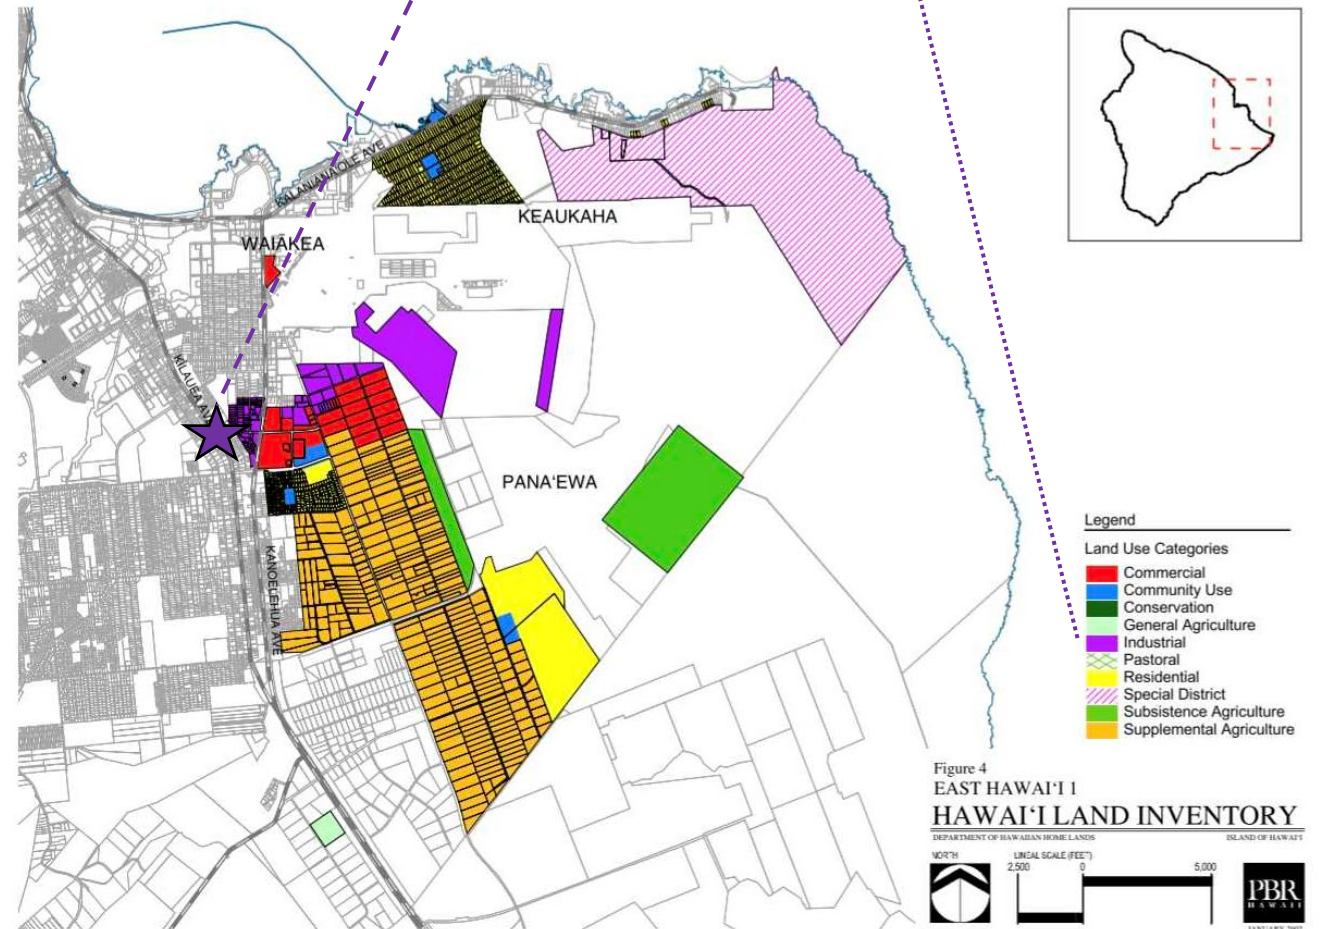 KALANIANAOLE AVE
KEAUKAHA
WAIAKEA
KILAUEA AVE
PANA‘EWA
KANOELEHUA AVE
Legend
Land Use Categories
Commercial
Community Use
Conservation
General Agriculture
Industrial
Pastoral
Residential
Special District
Subsistence Agriculture
Supplemental Agriculture
Figure 4
EAST HAWAI‘I 1
HAWAI‘I LAND INVENTORY
DEPARTMENT OF HAWAIIAN HOME LANDS ISLAND OF HAWAI‘I
NORTH LINEAL SCALE (FEET)
2,500 0 5,000
PBR
HAWAII